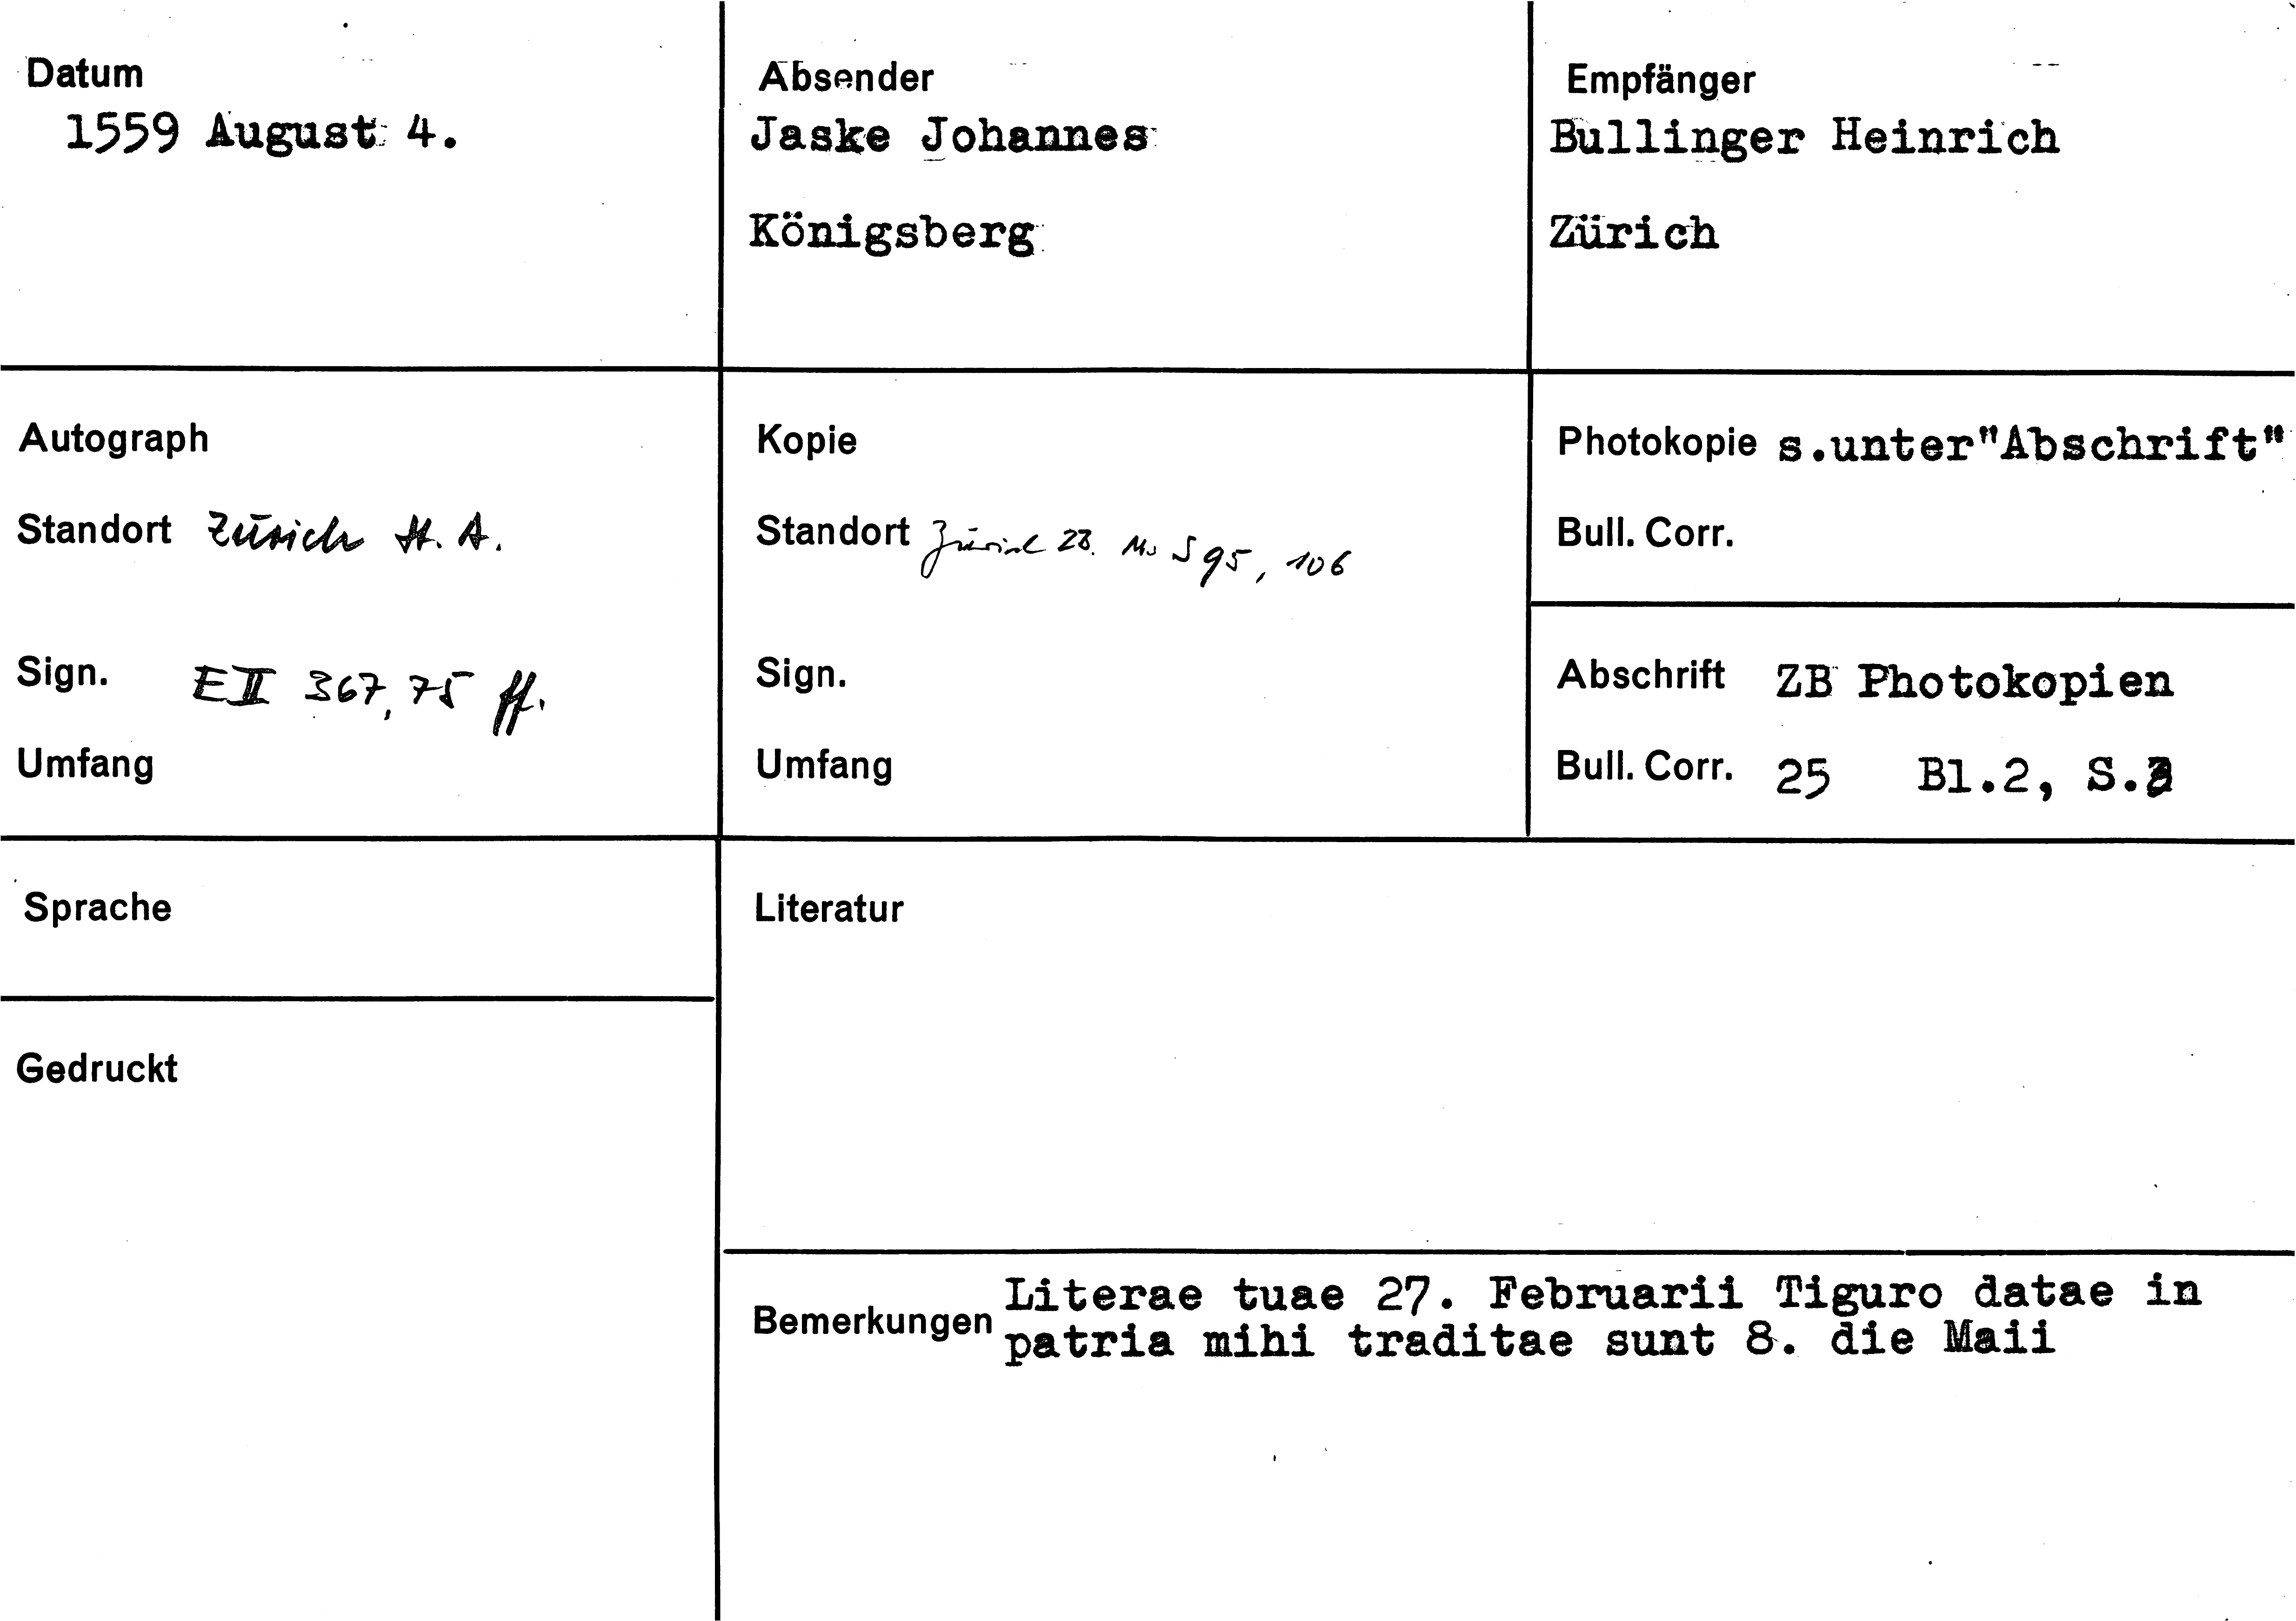 Datum
1559 August 4.
Absender
Jaske Johannes
Königsberg
Empfänger
Bullinger Heinrich
Zürich
Autograph
Standort Zürich St. A.
Sign. E II 367, 75 ff.
Umfang
Kopie
Standort Zürich ZB. Ms S 95, 106
Sign.
Umfang
Photokopie s.unter"Abschrift"
Bull. Corr.
Abschrift ZB Photokopien
Bull. Corr. 25 Bl.2, S.
Sprache
Gedruckt
Literatur
Bemerkungen Literae tuae 27. Februarii Tiguro datae in
patria mihi traditae sunt 8. die Maii